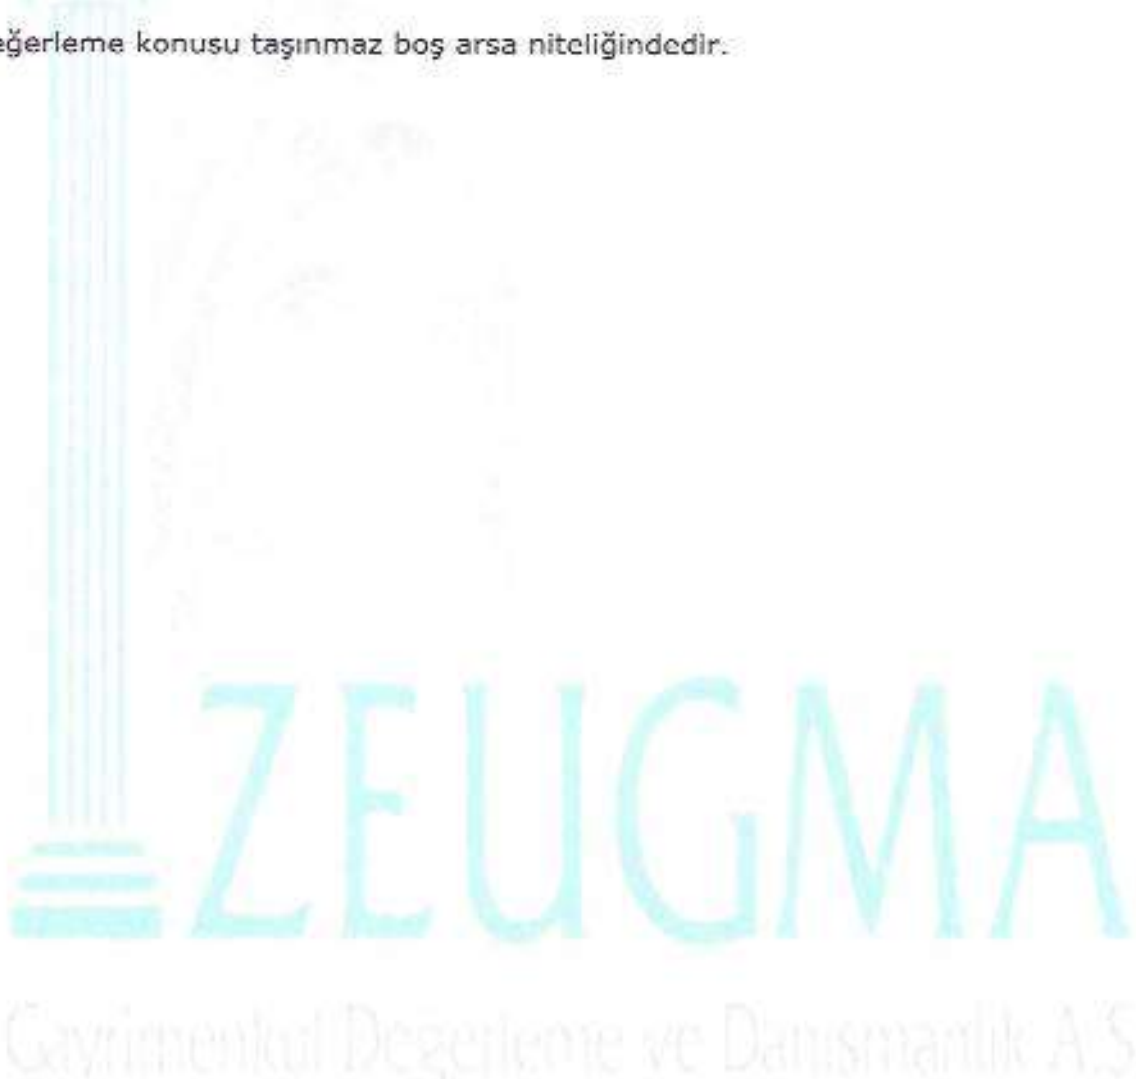 eğerleme konusu taşınmaz boş arsa niteliğindedir.
ZEUGMA
Gayrimenkul Değerleme ve Danışmanlık A.Ş